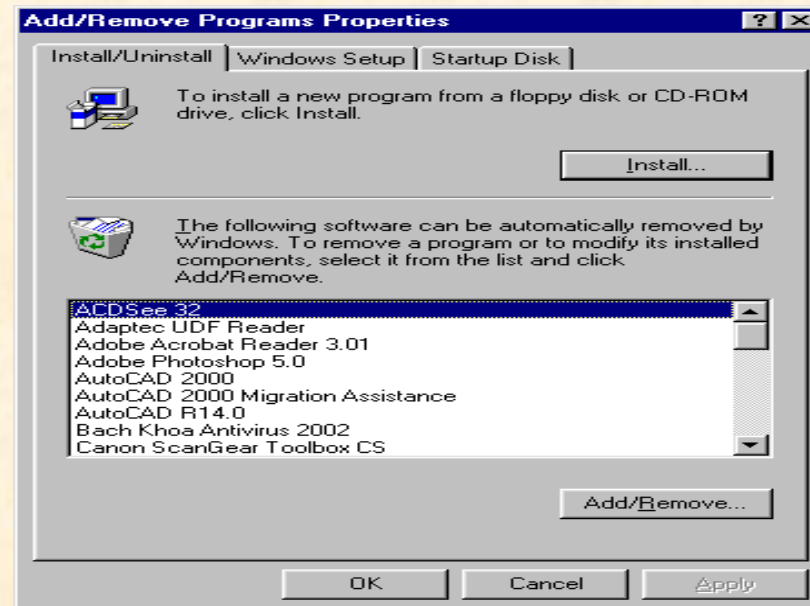 Add/Remove Programs Properties
Install/Uninstall
Windows Setup
Startup Disk
To install a new program from a floppy disk or CD-ROM
drive, click Install.
Install...
The following software can be automatically removed by
Windows. To remove a program or to modify its installed
components, select it from the list and click
Add/Remove.
ACDSee 32
Adaptec UDF Reader
Adobe Acrobat Reader 3.01
Adobe Photoshop 5.0
AutoCAD 2000
AutoCAD 2000 Migration Assistance
AutoCAD R14.0
Bach Khoa Antivirus 2002
Canon ScanGear Toolbox CS
Add/Remove...
OK
Cancel
Apply